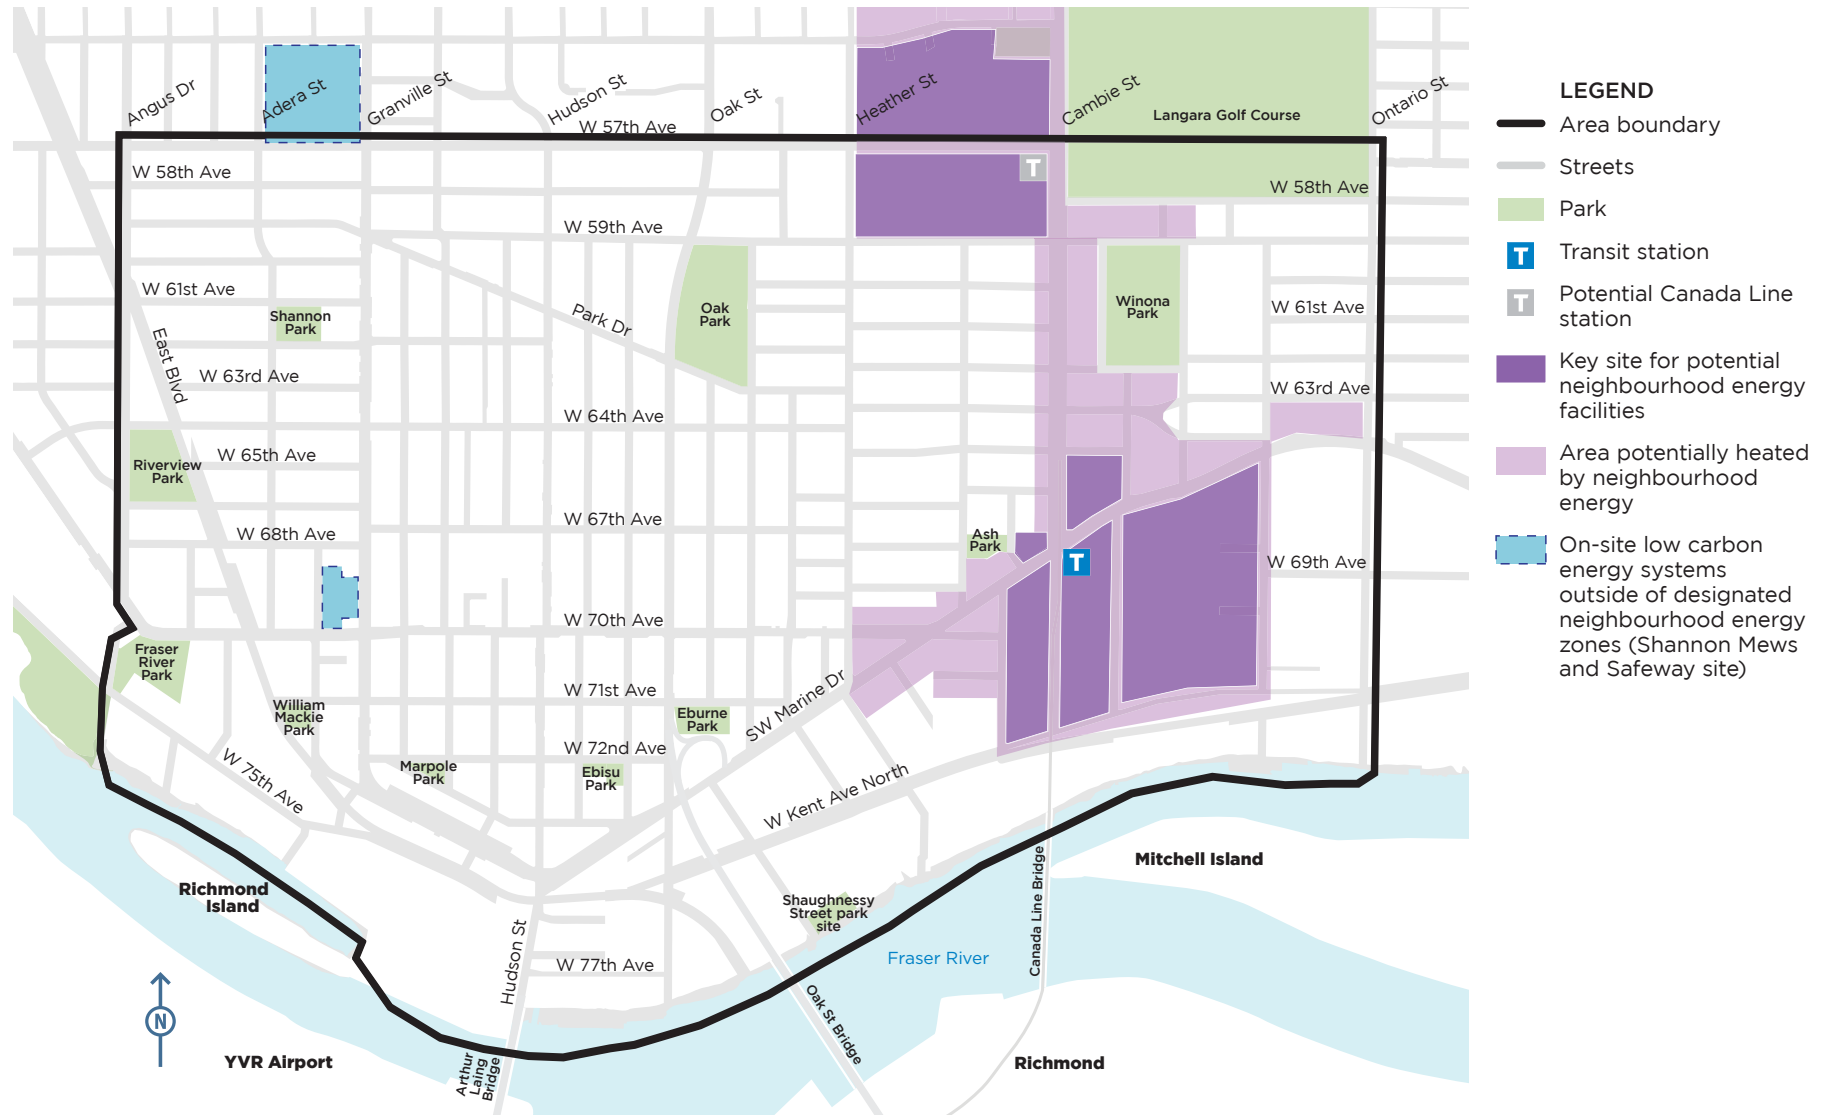 Angus Dr
Adera St
Granville St
Hudson St
Oak St
Heather St
Cambie St
Ontario St
Langara Golf Course
W 57th Ave
T
W 58th Ave
W 58th Ave
W 59th Ave
W 61st Ave
Shannon
Park
Park Dr
Oak
Park
Winona
Park
W 61st Ave
East Blvd
W 63rd Ave
W 63rd Ave
W 64th Ave
Riverview
Park
W 65th Ave
W 67th Ave
W 68th Ave
Ash
Park
T
W 69th Ave
W 70th Ave
Fraser
River
Park
W 71st Ave
William
Mackie
Park
Eburne
Park
SW Marine Dr
W 72nd Ave
W 75th Ave
Marpole
Park
Ebisu
Park
W Kent Ave North
Richmond
Island
Shaughnessy
Street park
site
Mitchell Island
Canada Line Bridge
Fraser River
Hudson St
W 77th Ave
Oak St Bridge
N
YVR Airport
Arthur
Laing
Bridge
Richmond
LEGEND
Area boundary
Streets
Park
T
Transit station
T
Potential Canada Line
station
Key site for potential
neighbourhood energy
facilities
Area potentially heated
by neighbourhood
energy
On-site low carbon
energy systems
outside of designated
neighbourhood energy
zones (Shannon Mews
and Safeway site)